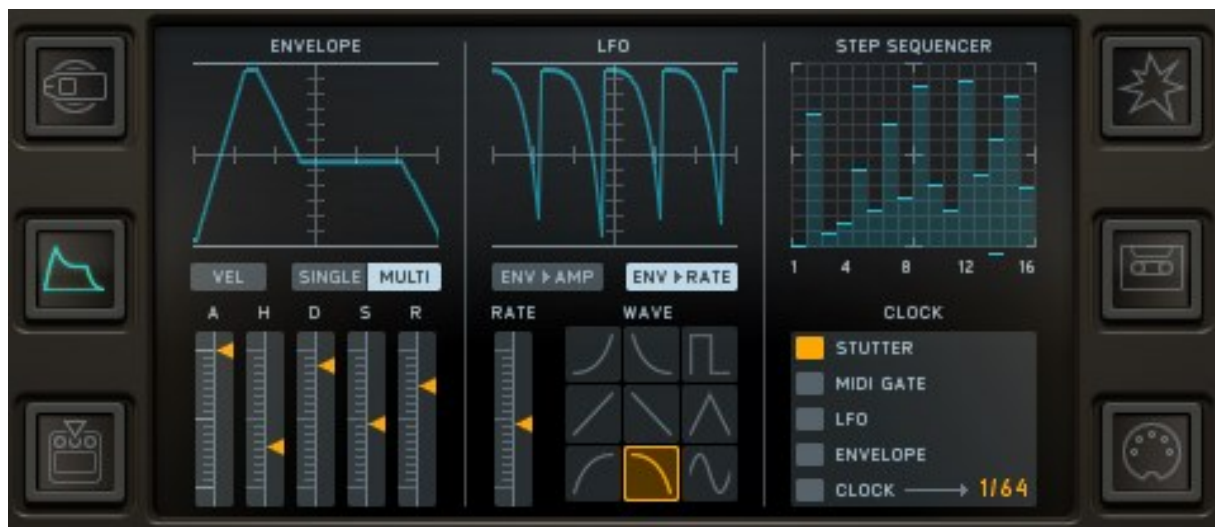 ENVELOPE
LFO
STEP SEQUENCER
1 4 8 12 16
VEL SINGLE MULTI
ENV▶AMP ENV▶RATE
A H D S R
RATE
WAVE
CLOCK
STUTTER
MIDI GATE
LFO
ENVELOPE
CLOCK → 1/64